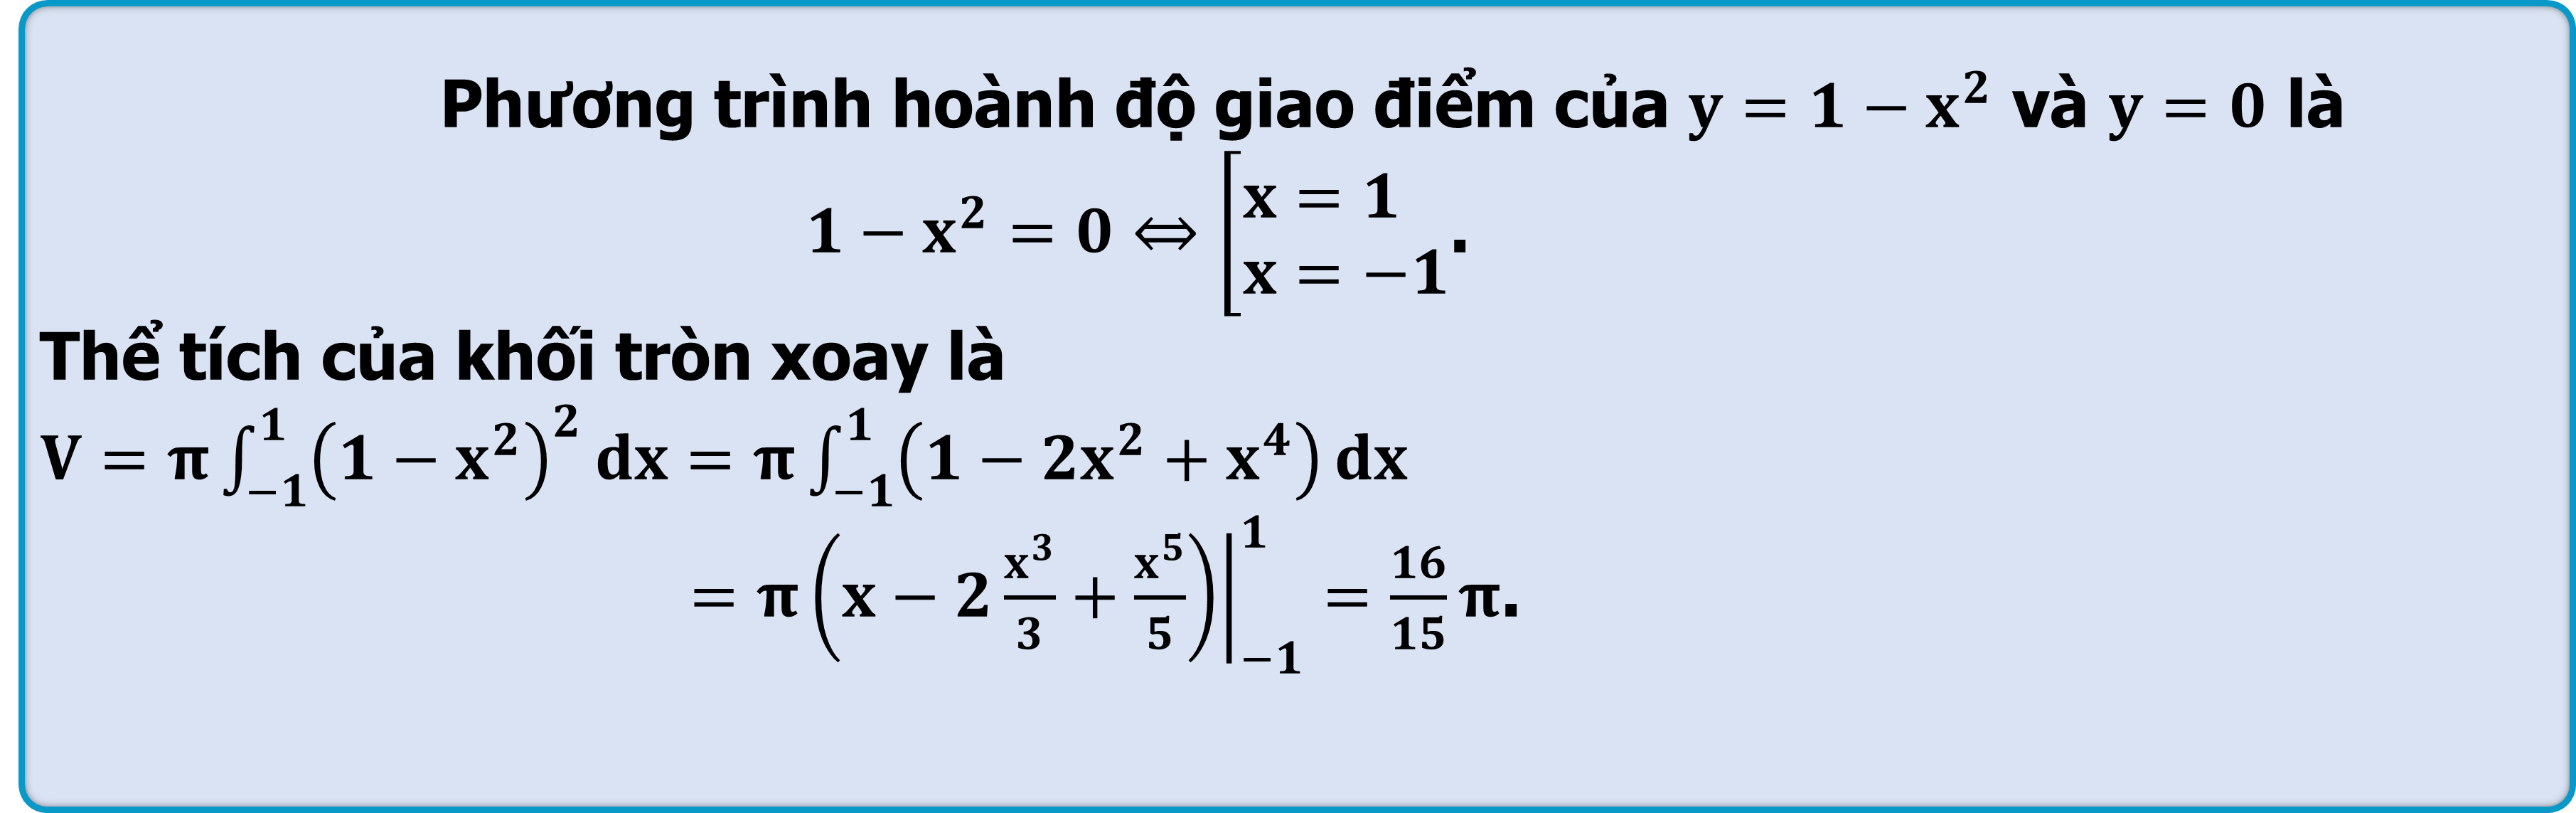 Phương trình hoành độ giao điểm của y = 1 − x² và y = 0 là
1 − x² = 0 ⇔ [x = 1
x = −1.
Thể tích của khối tròn xoay là
V = π ∫₋₁¹(1 − x²)² dx = π ∫₋₁¹(1 − 2x² + x⁴) dx
= π (x − 2 x³/3 + x⁵/5)|₋₁¹ = 16/15 π.